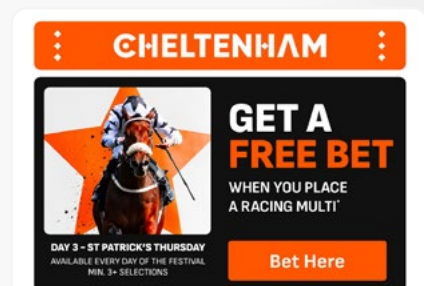 CHELTENHAM
GET A
FREE BET
WHEN YOU PLACE
A RACING MULTI*
DAY 3 - ST PATRICK'S THURSDAY
AVAILABLE EVERY DAY OF THE FESTIVAL
MIN. 3+ SELECTIONS
Bet Here